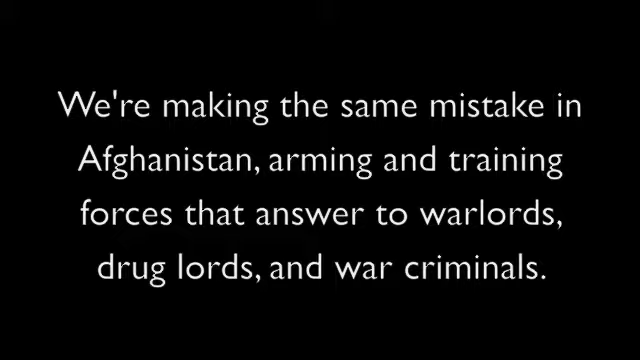 We're making the same mistake in
Afghanistan, arming and training
forces that answer to warlords,
drug lords, and war criminals.